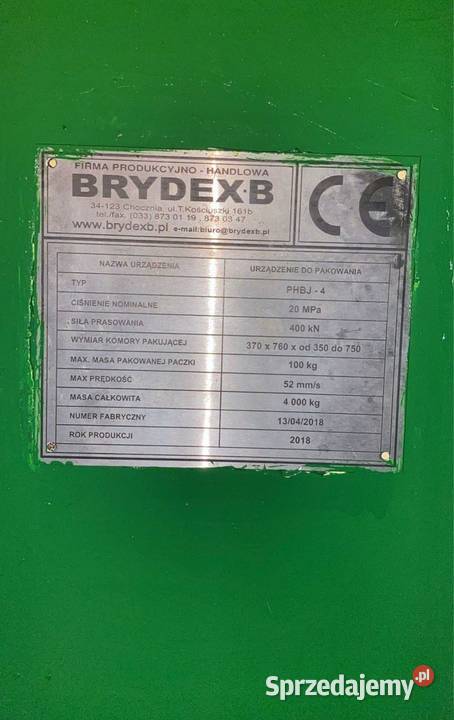 FIRMA PRODUKCYJNO - HANDLOWA
BRYDEX-B
34-123 Chocznia, ul.T.Kościuszki 161b
tel./fax. (033) 873 01 19 , 873 03 47
www.brydexb.pl e-mail:biuro@brydexb.pl
CE
NAZWA URZĄDZENIA URZĄDZENIE DO PAKOWANIA
TYP PHBJ - 4
CIŚNIENIE NOMINALNE 20 MPa
SIŁA PRASOWANIA 400 kN
WYMIAR KOMORY PAKUJĄCEJ 370 x 760 x od 350 do 750
MAX. MASA PAKOWANEJ PACZKI 100 kg
MAX PRĘDKOŚĆ 52 mm/s
MASA CAŁKOWITA 4 000 kg
NUMER FABRYCZNY 13/04/2018
ROK PRODUKCJI 2018
Sprzedajemy.pl